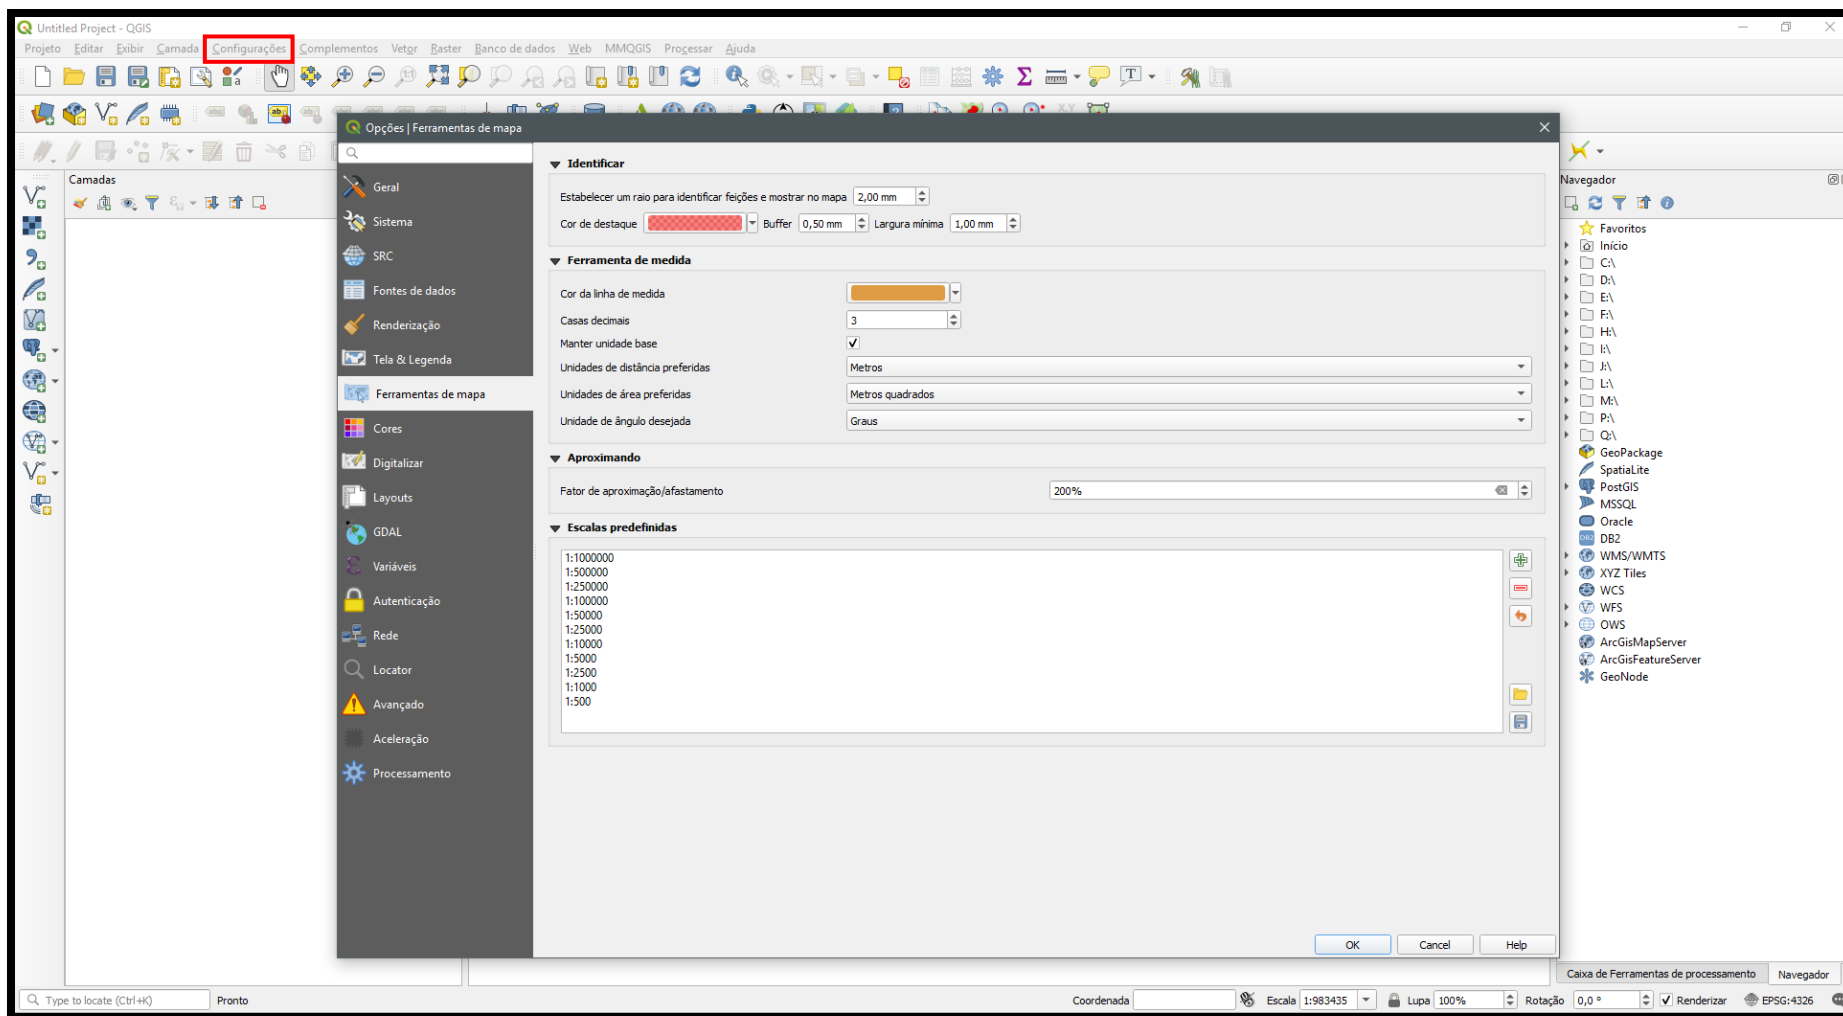 Untitled Project - QGIS
Projeto Editar Exibir Camada Configurações Complementos Vetor Raster Banco de dados Web MMQGIS Processar Ajuda
Opções | Ferramentas de mapa
Camadas
Geral
Sistema
SRC
Fontes de dados
Renderização
Tela & Legenda
Ferramentas de mapa
Cores
Digitalizar
Layouts
GDAL
Variáveis
Autenticação
Rede
Locator
Avançado
Aceleração
Processamento
Identificar
Estabelecer um raio para identificar feições e mostrar no mapa 2,00 mm
Cor de destaque Buffer 0,50 mm Largura mínima 1,00 mm
Ferramenta de medida
Cor da linha de medida
Casas decimais 3
Manter unidade base
Unidades de distância preferidas Metros
Unidades de área preferidas Metros quadrados
Unidade de ângulo desejada Graus
Aproximando
Fator de aproximação/afastamento 200%
Escalas predefinidas
1:1000000
1:500000
1:250000
1:100000
1:50000
1:25000
1:10000
1:5000
1:2500
1:1000
1:500
OK Cancel Help
Navegador
Favoritos
Início
C:\
D:\
E:\
F:\
H:\
I:\
J:\
L:\
M:\
P:\
Q:\
GeoPackage
SpatiaLite
PostGIS
MSSQL
Oracle
DB2
WMS/WMTS
XYZ Tiles
WCS
WFS
OWS
ArcGisMapServer
ArcGisFeatureServer
GeoNode
Caixa de Ferramentas de processamento Navegador
Type to locate (Ctrl+K) Pronto Coordenada Escala 1:983435 Lupa 100% Rotação 0,0 ° Renderizar EPSG:4326